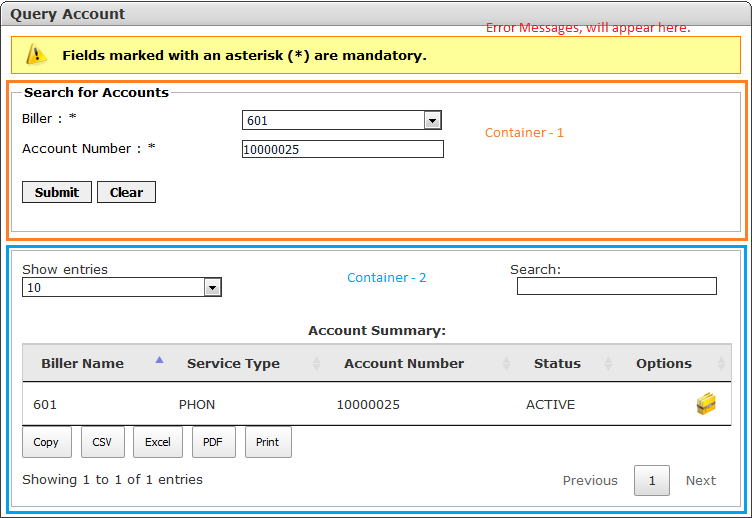 Query Account
Error Messages, will appear here.
Fields marked with an asterisk (*) are mandatory.
Search for Accounts
Biller : * 601
Container - 1
Account Number : * 10000025
Submit Clear
Show entries
10
Container - 2
Search:
Account Summary:
Biller Name Service Type Account Number Status Options
601 PHON 10000025 ACTIVE
Copy CSV Excel PDF Print
Showing 1 to 1 of 1 entries
Previous 1 Next